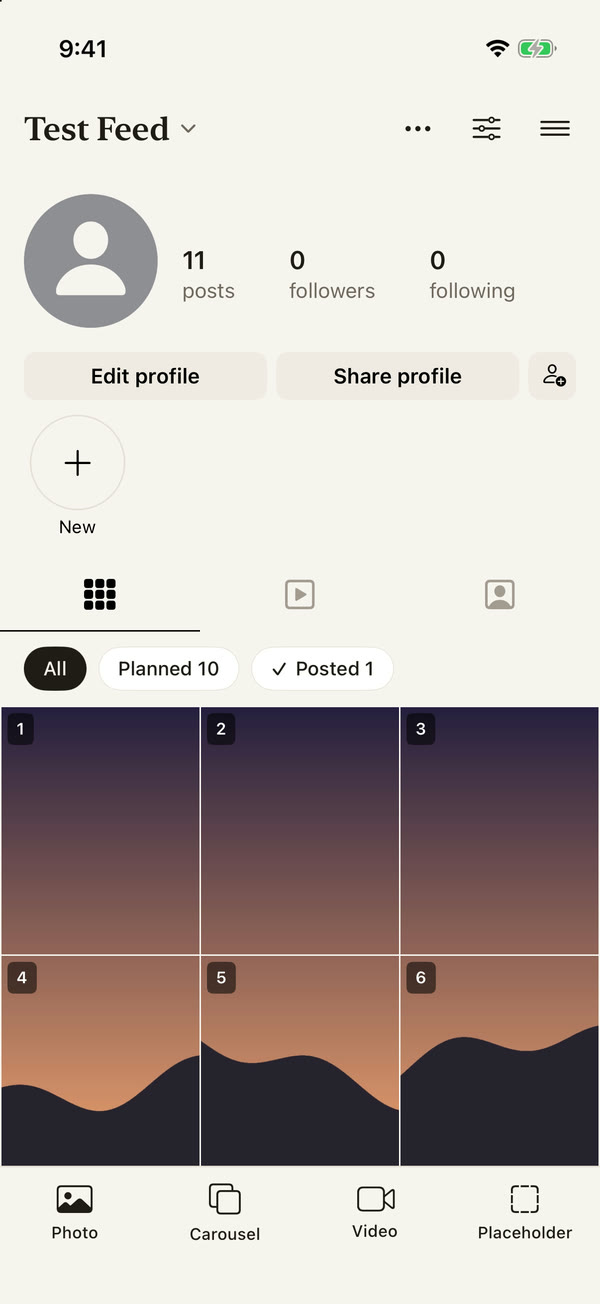 9:41
Test Feed
11 0 0
posts followers following
Edit profile Share profile
New
All Planned 10 Posted 1
1 2 3
4 5 6
Photo Carousel Video Placeholder